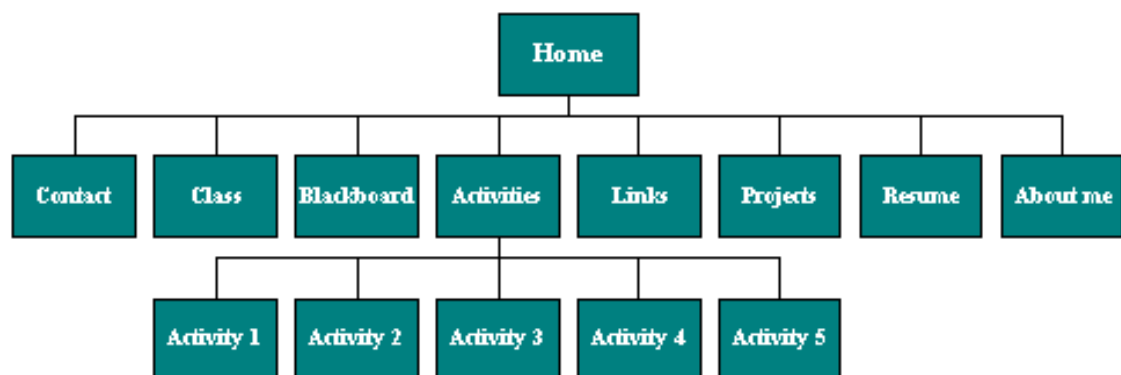 Home
Contact
Class
Blackboard
Activities
Links
Projects
Resume
About me
Activity 1
Activity 2
Activity 3
Activity 4
Activity 5